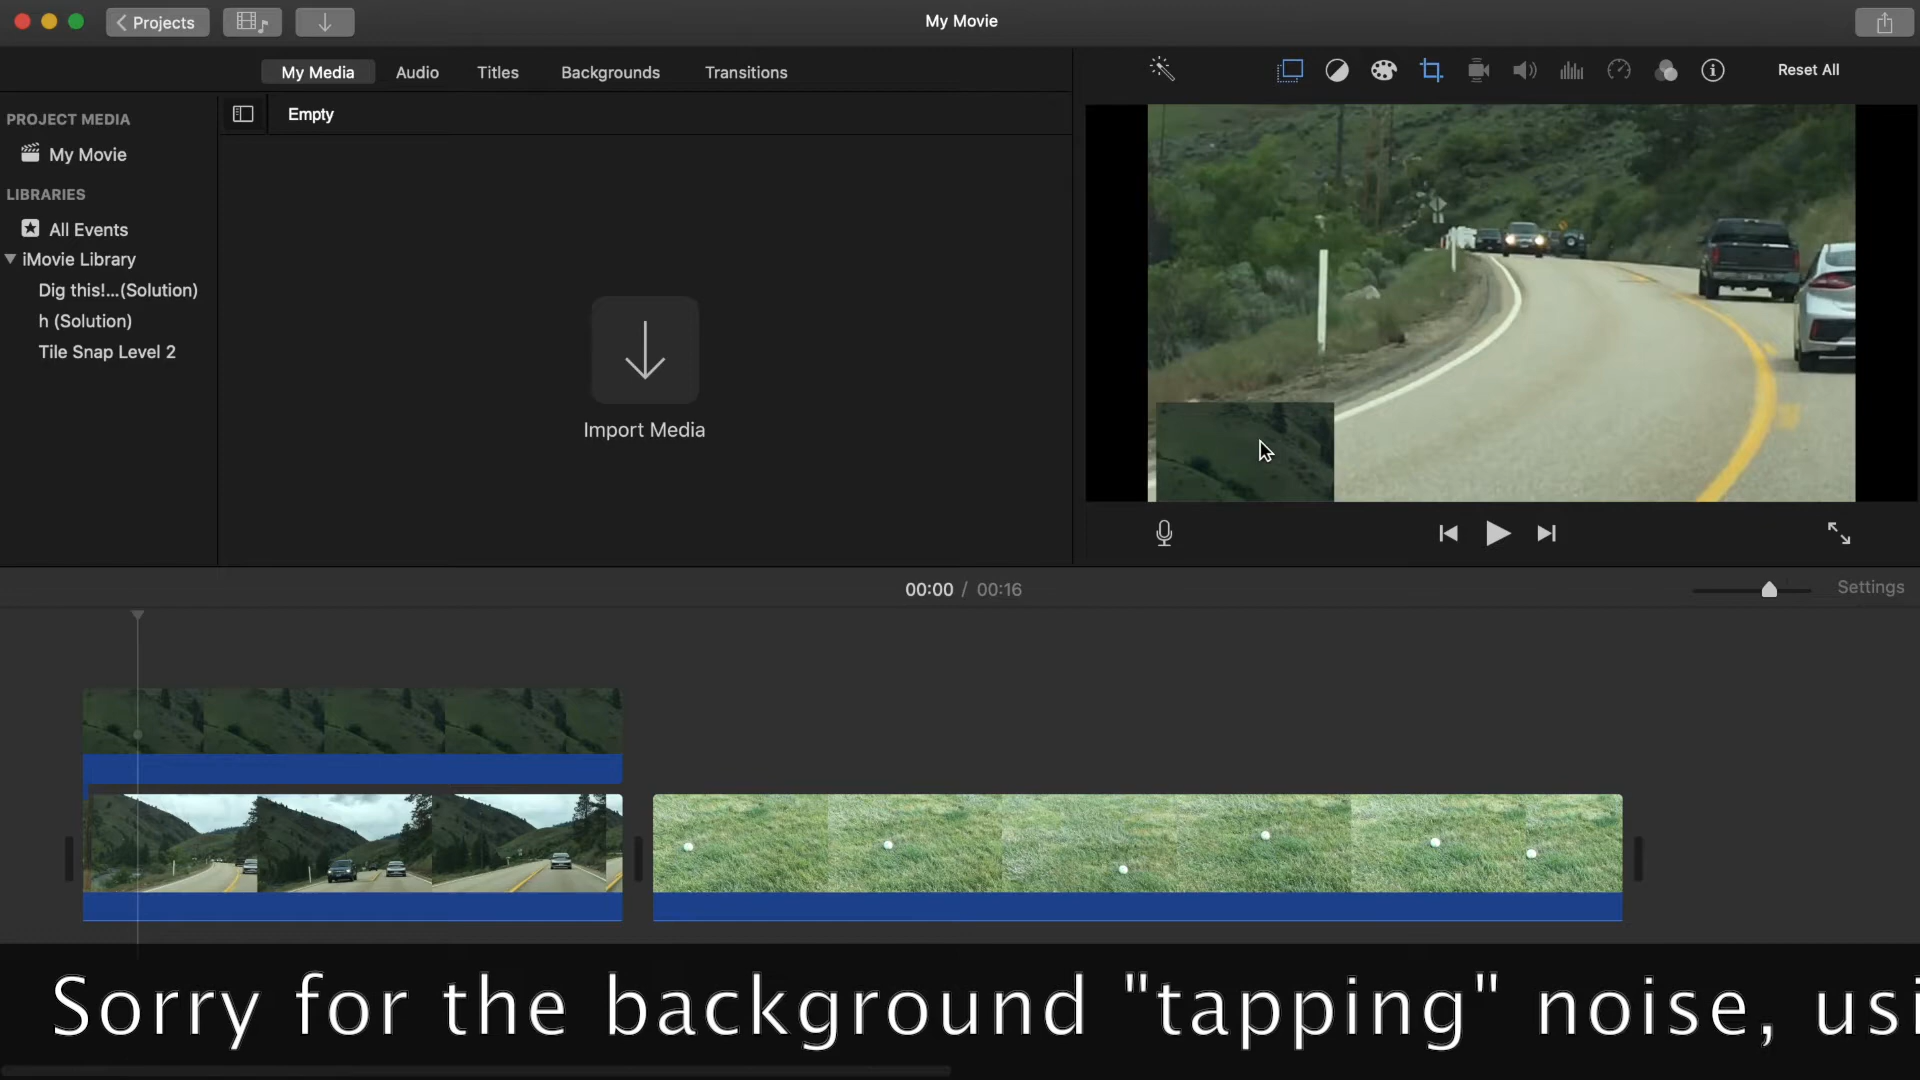 Projects
My Movie
My Media
Audio
Titles
Backgrounds
Transitions
Reset All
PROJECT MEDIA
My Movie
LIBRARIES
All Events
iMovie Library
Dig this!...(Solution)
h (Solution)
Tile Snap Level 2
Empty
Import Media
00:00 / 00:16
Settings
Sorry for the background "tapping" noise, usi